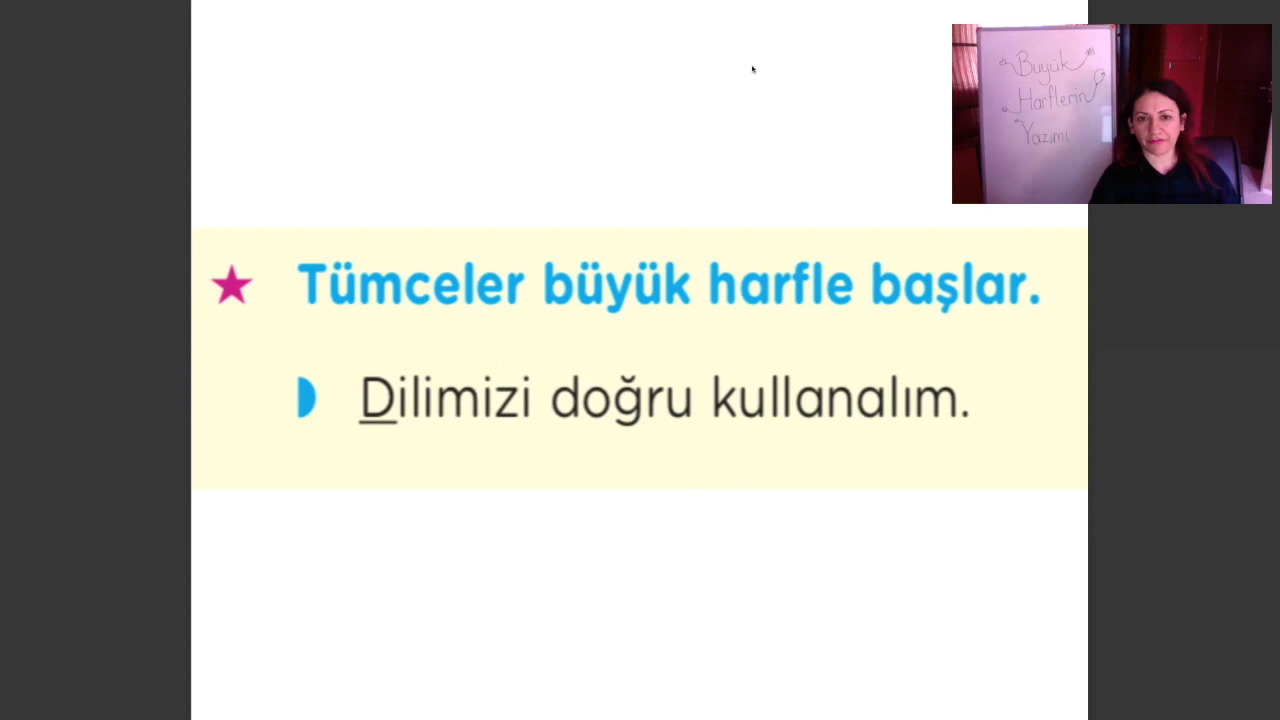 Büyük
Harflerin
Yazımı
Tümceler büyük harfle başlar.
Dilimizi doğru kullanalım.